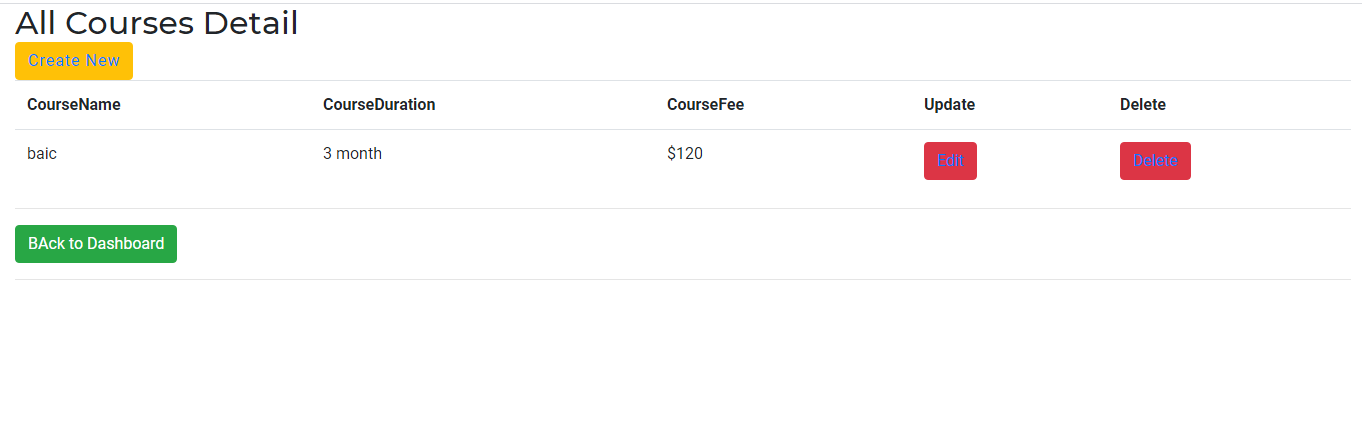 All Courses Detail
Create New
CourseName CourseDuration CourseFee Update Delete
baic 3 month $120 Edit Delete
BAck to Dashboard